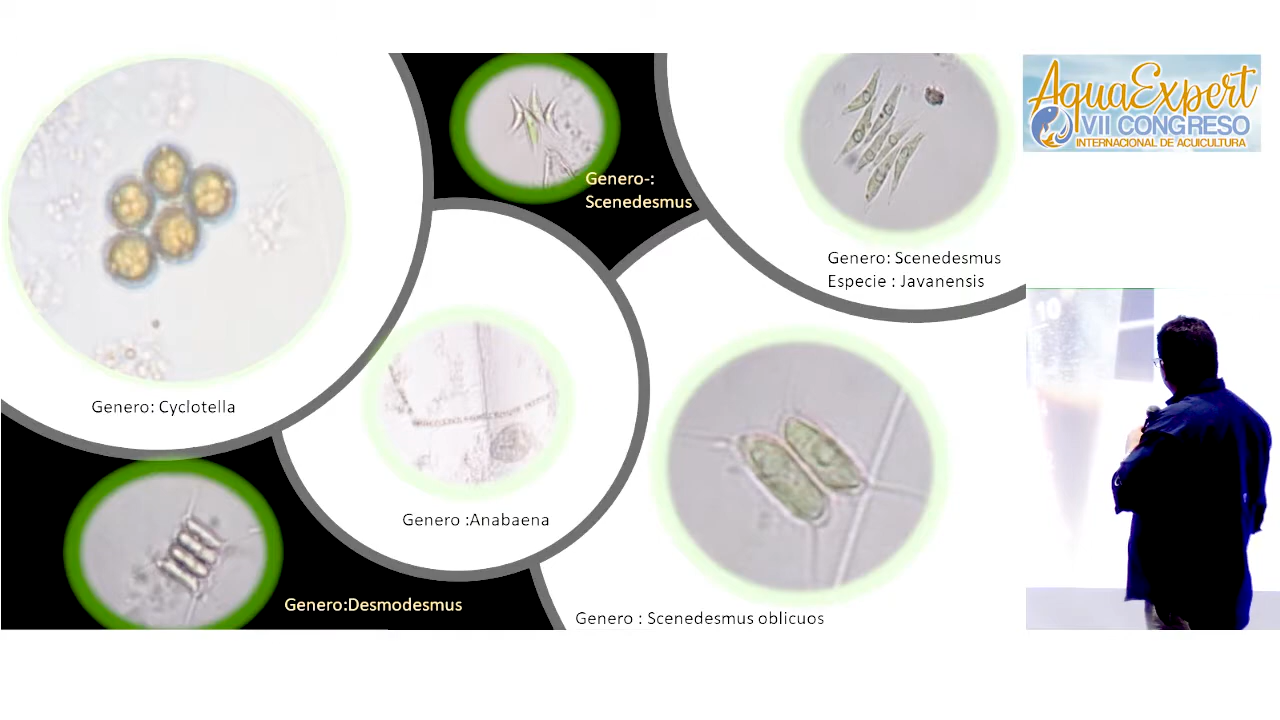 AquaExpert
VII CONGRESO
INTERNACIONAL DE ACUICULTURA
Genero-:
Scenedesmus
Genero: Scenedesmus
Especie : Javanensis
10
Genero: Cyclotella
Genero :Anabaena
Genero:Desmodesmus
Genero : Scenedesmus oblicuos